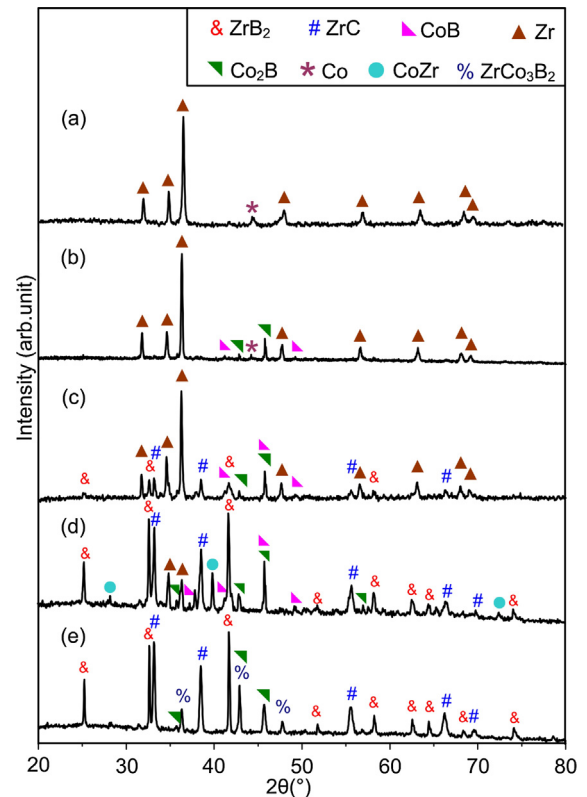 & ZrB₂ # ZrC CoB Zr
Co₂B * Co CoZr % ZrCo₃B₂
(a)
*
(b)
*
(c)
# & & # & # & #
(d)
& & # # & # & & & # # &
(e)
& & # % # & % % & # & & & # & # &
20 30 40 50 60 70 80
2θ(°)
Intensity (arb.unit)